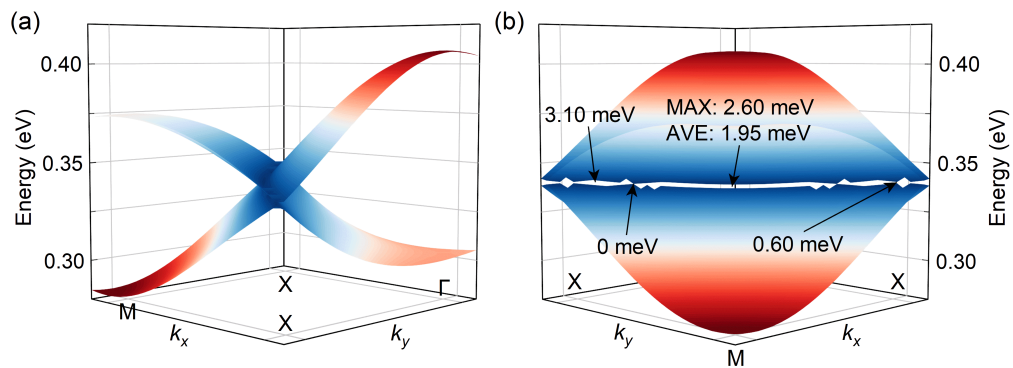 (a)
0.40
0.35
0.30
Energy (eV)
M
X
Γ
X
kx
ky
(b)
3.10 meV
MAX: 2.60 meV
AVE: 1.95 meV
0.40
0.35
0.30
Energy (eV)
0 meV
0.60 meV
X
X
ky
kx
M